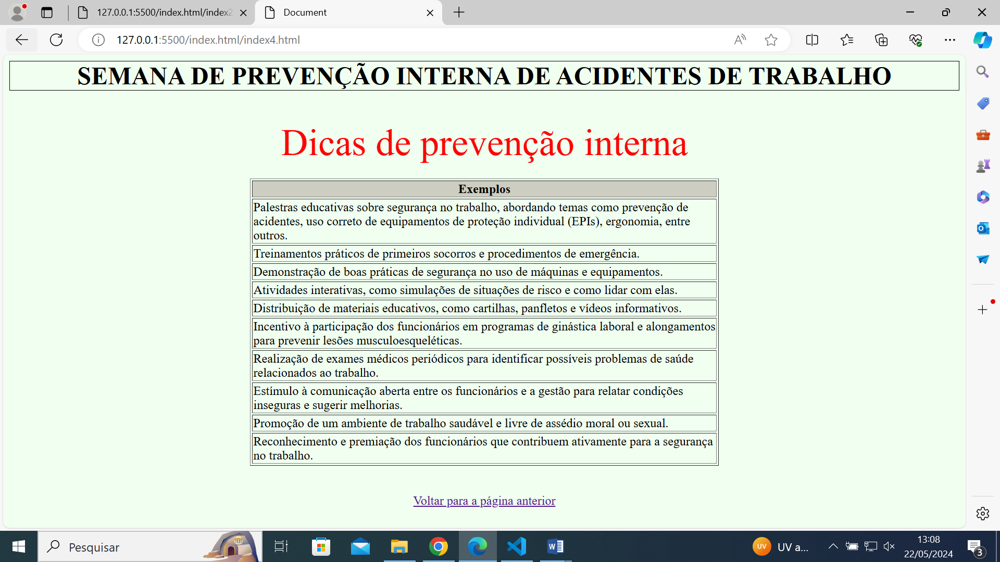 127.0.0.1:5500/index.html/index2
Document
127.0.0.1:5500/index.html/index4.html
SEMANA DE PREVENÇÃO INTERNA DE ACIDENTES DE TRABALHO
Dicas de prevenção interna
Exemplos
Palestras educativas sobre segurança no trabalho, abordando temas como prevenção de
acidentes, uso correto de equipamentos de proteção individual (EPIs), ergonomia, entre
outros.
Treinamentos práticos de primeiros socorros e procedimentos de emergência.
Demonstração de boas práticas de segurança no uso de máquinas e equipamentos.
Atividades interativas, como simulações de situações de risco e como lidar com elas.
Distribuição de materiais educativos, como cartilhas, panfletos e vídeos informativos.
Incentivo à participação dos funcionários em programas de ginástica laboral e alongamentos
para prevenir lesões musculoesqueléticas.
Realização de exames médicos periódicos para identificar possíveis problemas de saúde
relacionados ao trabalho.
Estímulo à comunicação aberta entre os funcionários e a gestão para relatar condições
inseguras e sugerir melhorias.
Promoção de um ambiente de trabalho saudável e livre de assédio moral ou sexual.
Reconhecimento e premiação dos funcionários que contribuem ativamente para a segurança
no trabalho.
Voltar para a página anterior
Pesquisar
UV
UV a...
13:08
22/05/2024
3